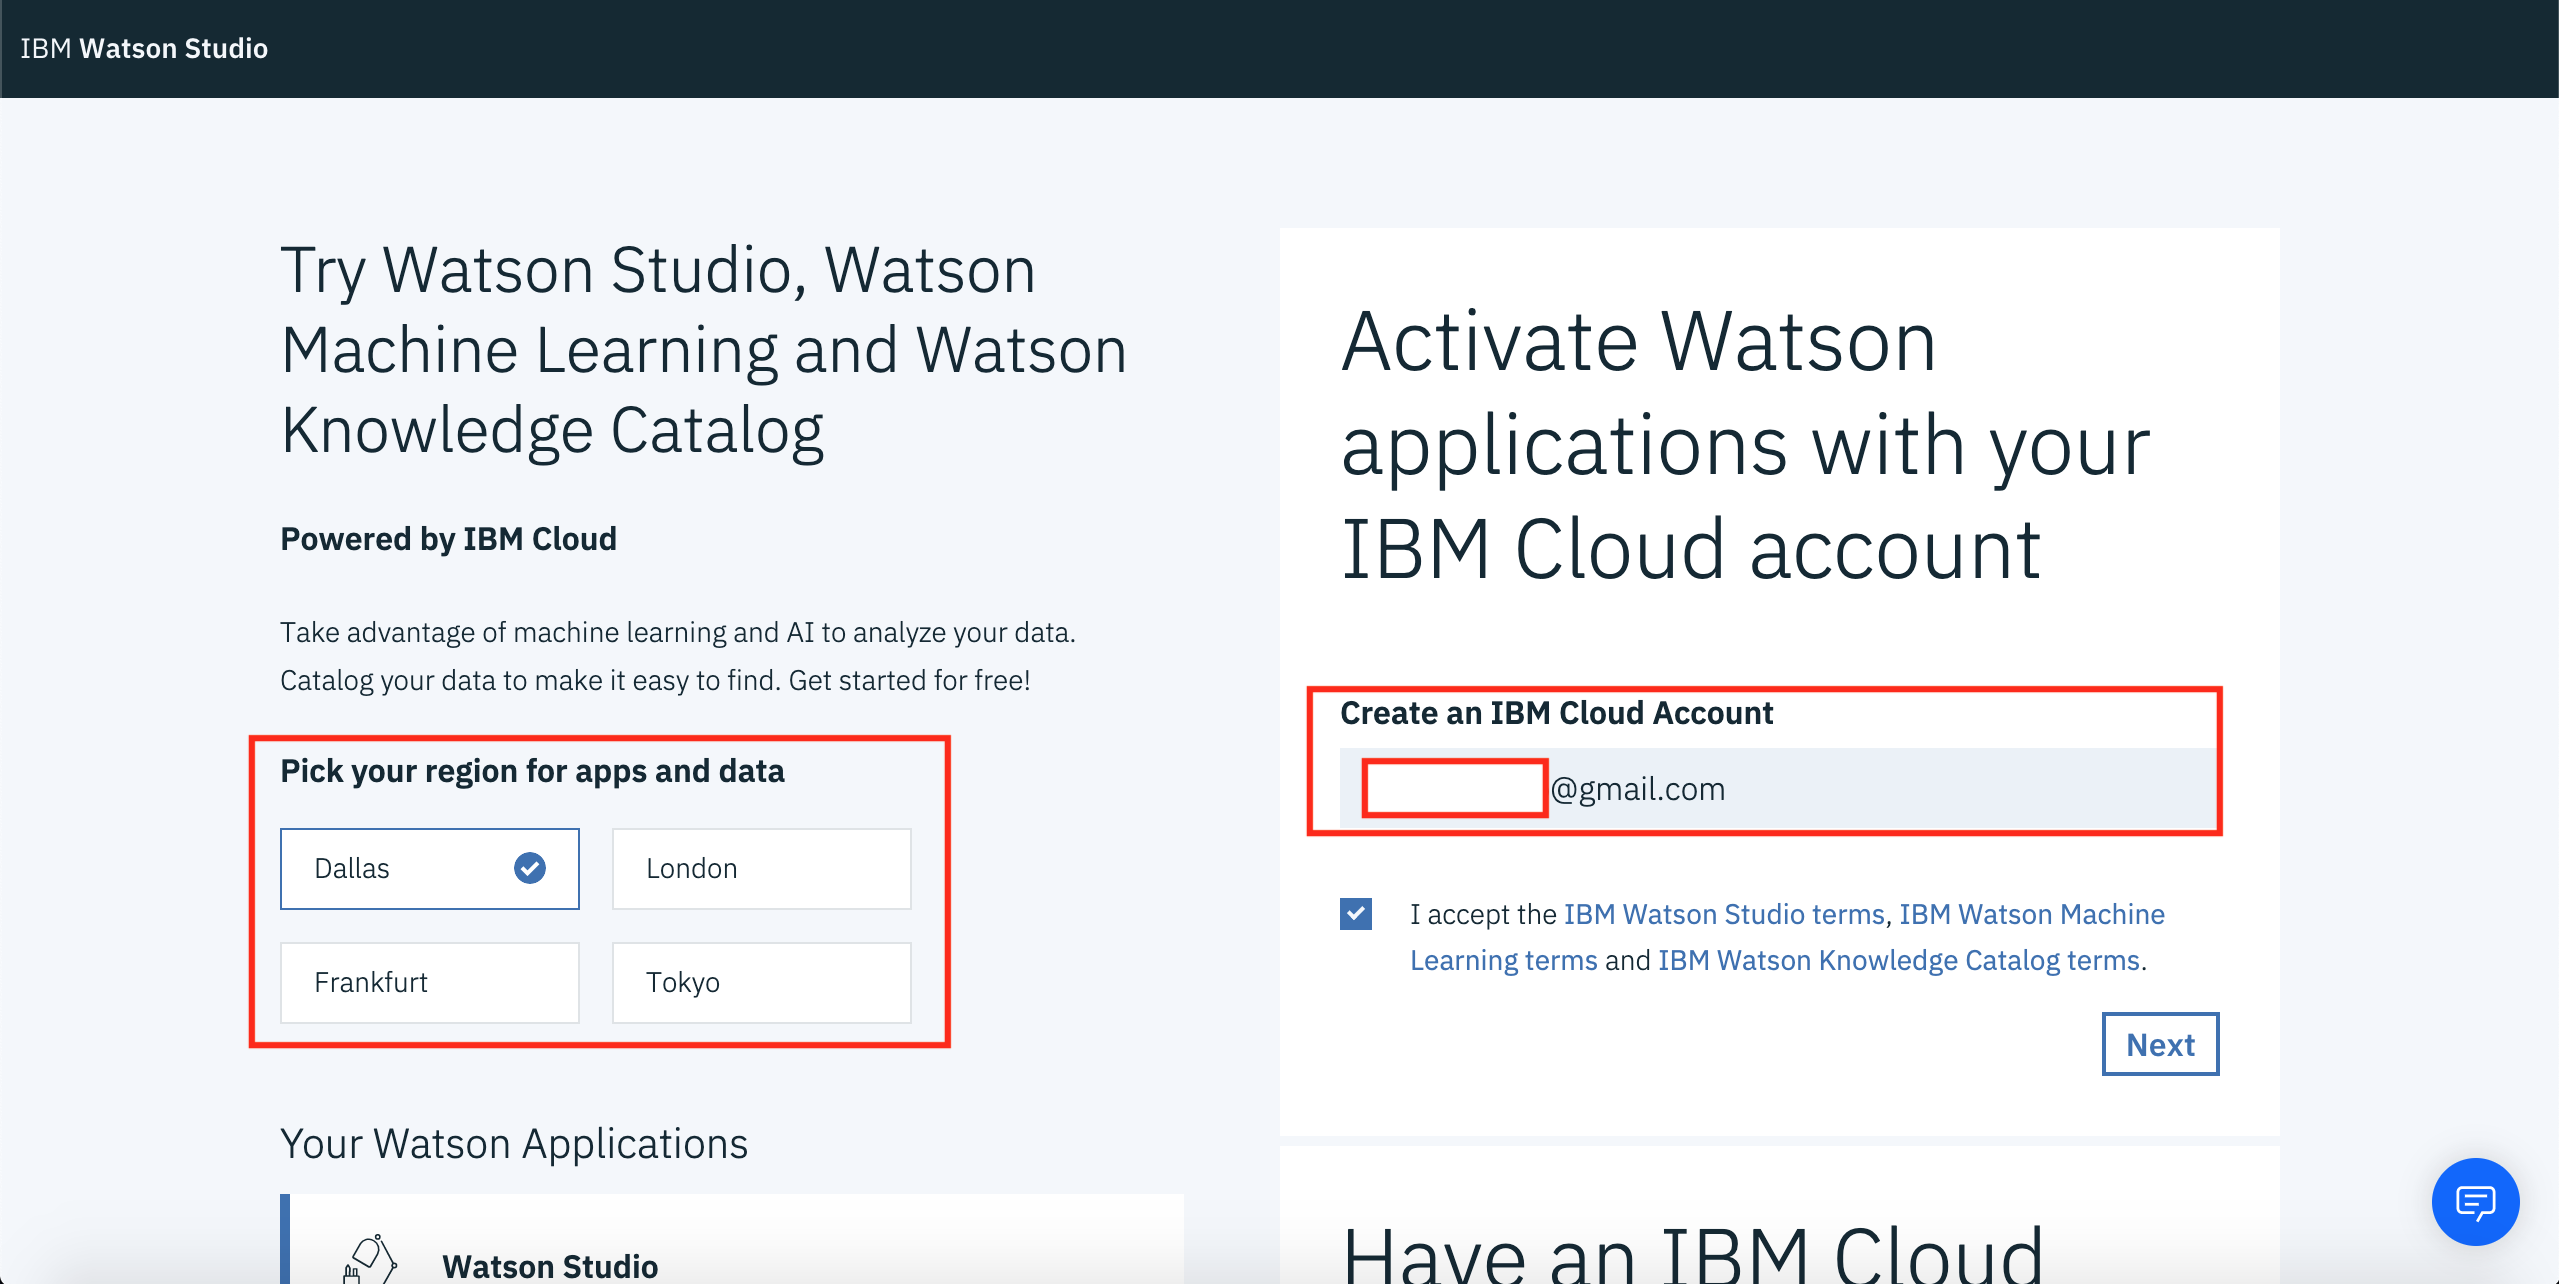 IBM Watson Studio
Try Watson Studio, Watson
Machine Learning and Watson
Knowledge Catalog
Powered by IBM Cloud
Take advantage of machine learning and AI to analyze your data.
Catalog your data to make it easy to find. Get started for free!
Pick your region for apps and data
Dallas
London
Frankfurt
Tokyo
Your Watson Applications
Watson Studio
Activate Watson
applications with your
IBM Cloud account
Create an IBM Cloud Account
@gmail.com
I accept the IBM Watson Studio terms, IBM Watson Machine
Learning terms and IBM Watson Knowledge Catalog terms.
Next
Have an IBM Cloud